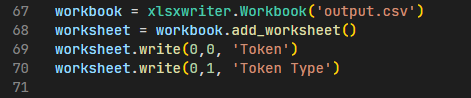 67 workbook = xlsxwriter.Workbook('output.csv')
68 worksheet = workbook.add_worksheet()
69 worksheet.write(0,0, 'Token')
70 worksheet.write(0,1, 'Token Type')
71